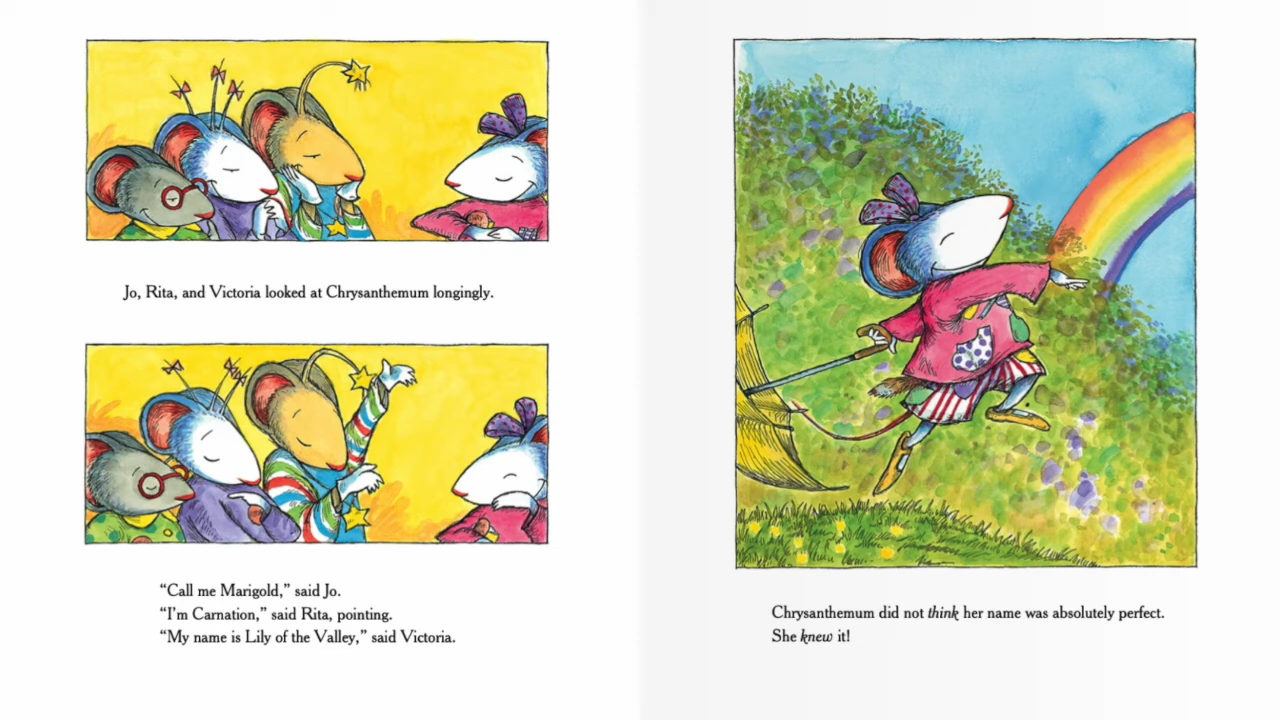 Jo, Rita, and Victoria looked at Chrysanthemum longingly.
“Call me Marigold,” said Jo.
“I’m Carnation,” said Rita, pointing.
“My name is Lily of the Valley,” said Victoria.
Chrysanthemum did not think her name was absolutely perfect.
She knew it!